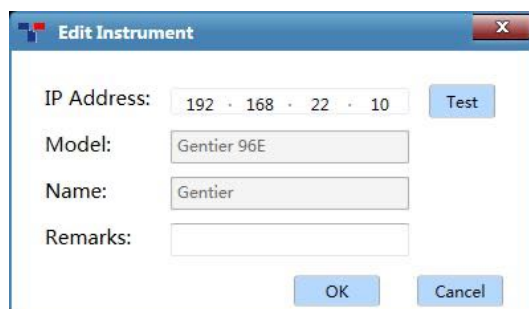 Edit Instrument x
IP Address: 192 . 168 . 22 . 10 Test
Model: Gentier 96E
Name: Gentier
Remarks:
OK Cancel